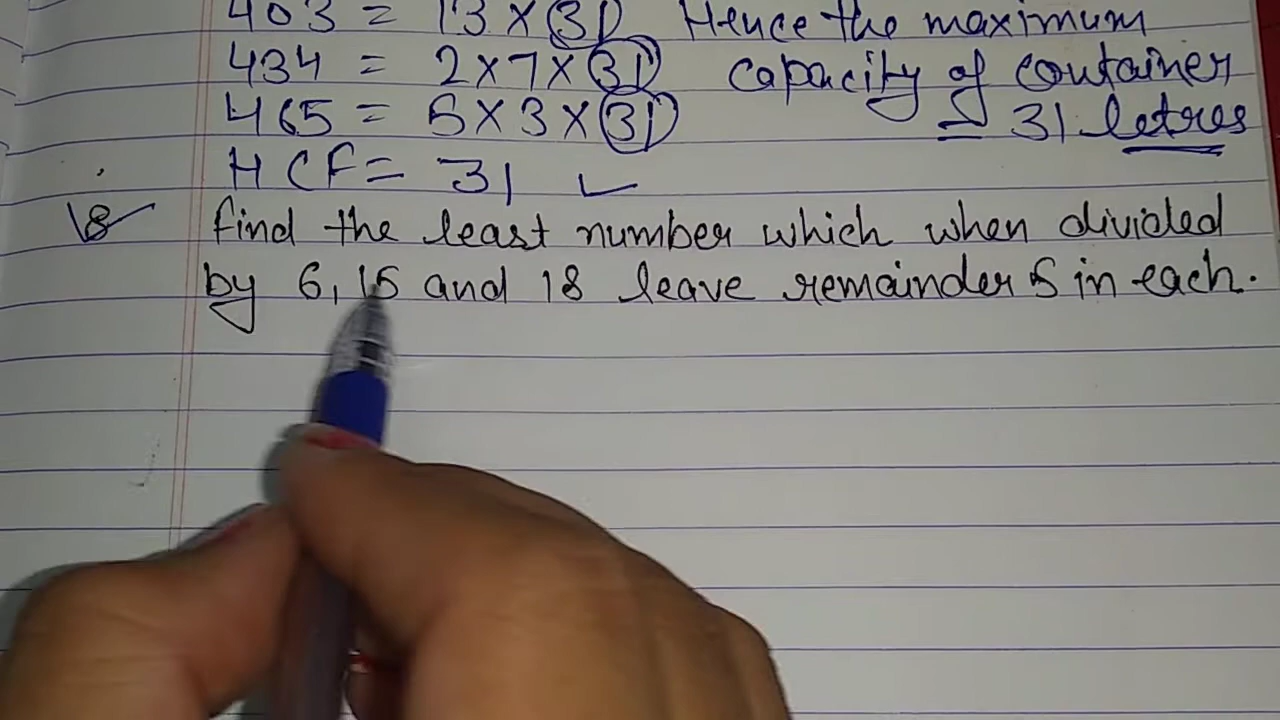 403 = 13 × 31 Hence the maximum
434 = 2×7×31 capacity of container
465 = 5×3×31 = 31 letres
HCF = 31 ✓
18 find the least number which when divided
by 6, 15 and 18 leave remainder 5 in each.